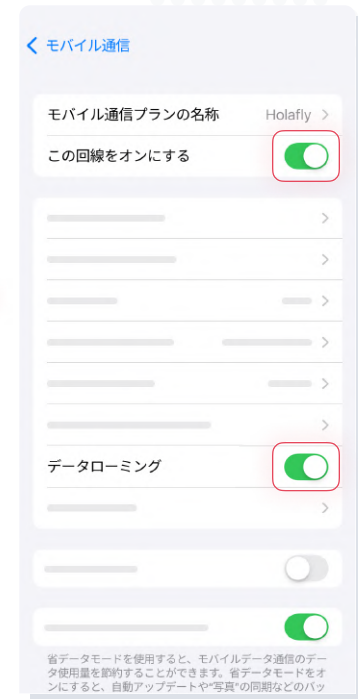 モバイル通信
モバイル通信プランの名称 Holafly
この回線をオンにする
データローミング
省データモードを使用すると、モバイルデータ通信のデー
タ使用量を節約することができます。省データモードをオ
ンにすると、自動アップデートや"写真"の同期などのバッ